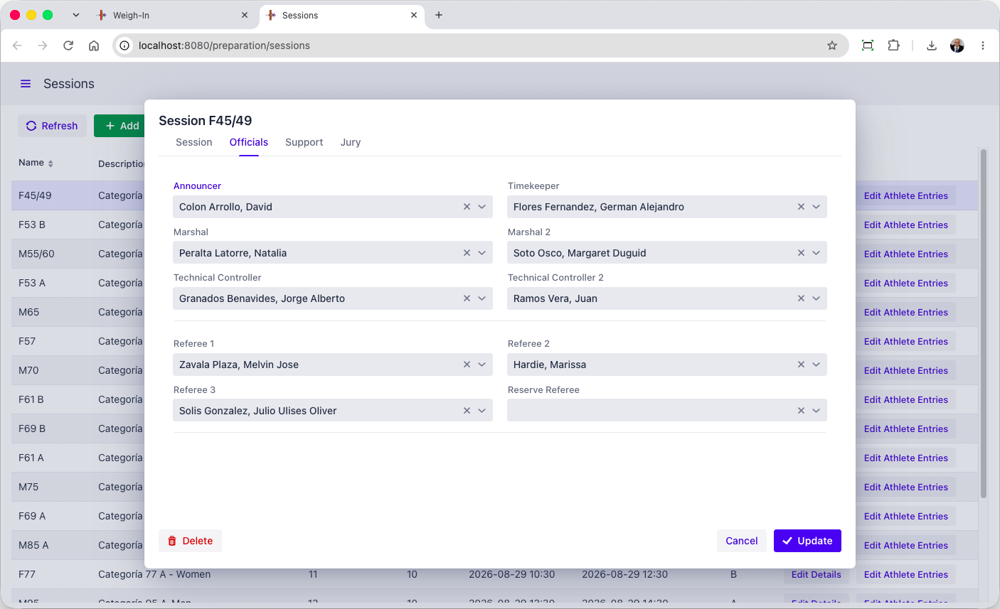 Weigh-In
Sessions
localhost:8080/preparation/sessions
Sessions
Refresh
Add
Name
Description
F45/49 Categoría Edit Athlete Entries
F53 B Categoría Edit Athlete Entries
M55/60 Categoría Edit Athlete Entries
F53 A Categoría Edit Athlete Entries
M65 Categoría Edit Athlete Entries
F57 Categoría Edit Athlete Entries
M70 Categoría Edit Athlete Entries
F61 B Categoría Edit Athlete Entries
F69 B Categoría Edit Athlete Entries
F61 A Categoría Edit Athlete Entries
M75 Categoría Edit Athlete Entries
F69 A Categoría Edit Athlete Entries
M85 A Categoría Edit Athlete Entries
F77 Categoría 77 A - Women 11 10 2026-08-29 10:30 2026-08-29 12:30 B Edit Details Edit Athlete Entries
Session F45/49
Session Officials Support Jury
Announcer
Colon Arrollo, David
Timekeeper
Flores Fernandez, German Alejandro
Marshal
Peralta Latorre, Natalia
Marshal 2
Soto Osco, Margaret Duguid
Technical Controller
Granados Benavides, Jorge Alberto
Technical Controller 2
Ramos Vera, Juan
Referee 1
Zavala Plaza, Melvin Jose
Referee 2
Hardie, Marissa
Referee 3
Solis Gonzalez, Julio Ulises Oliver
Reserve Referee
Delete
Cancel
Update